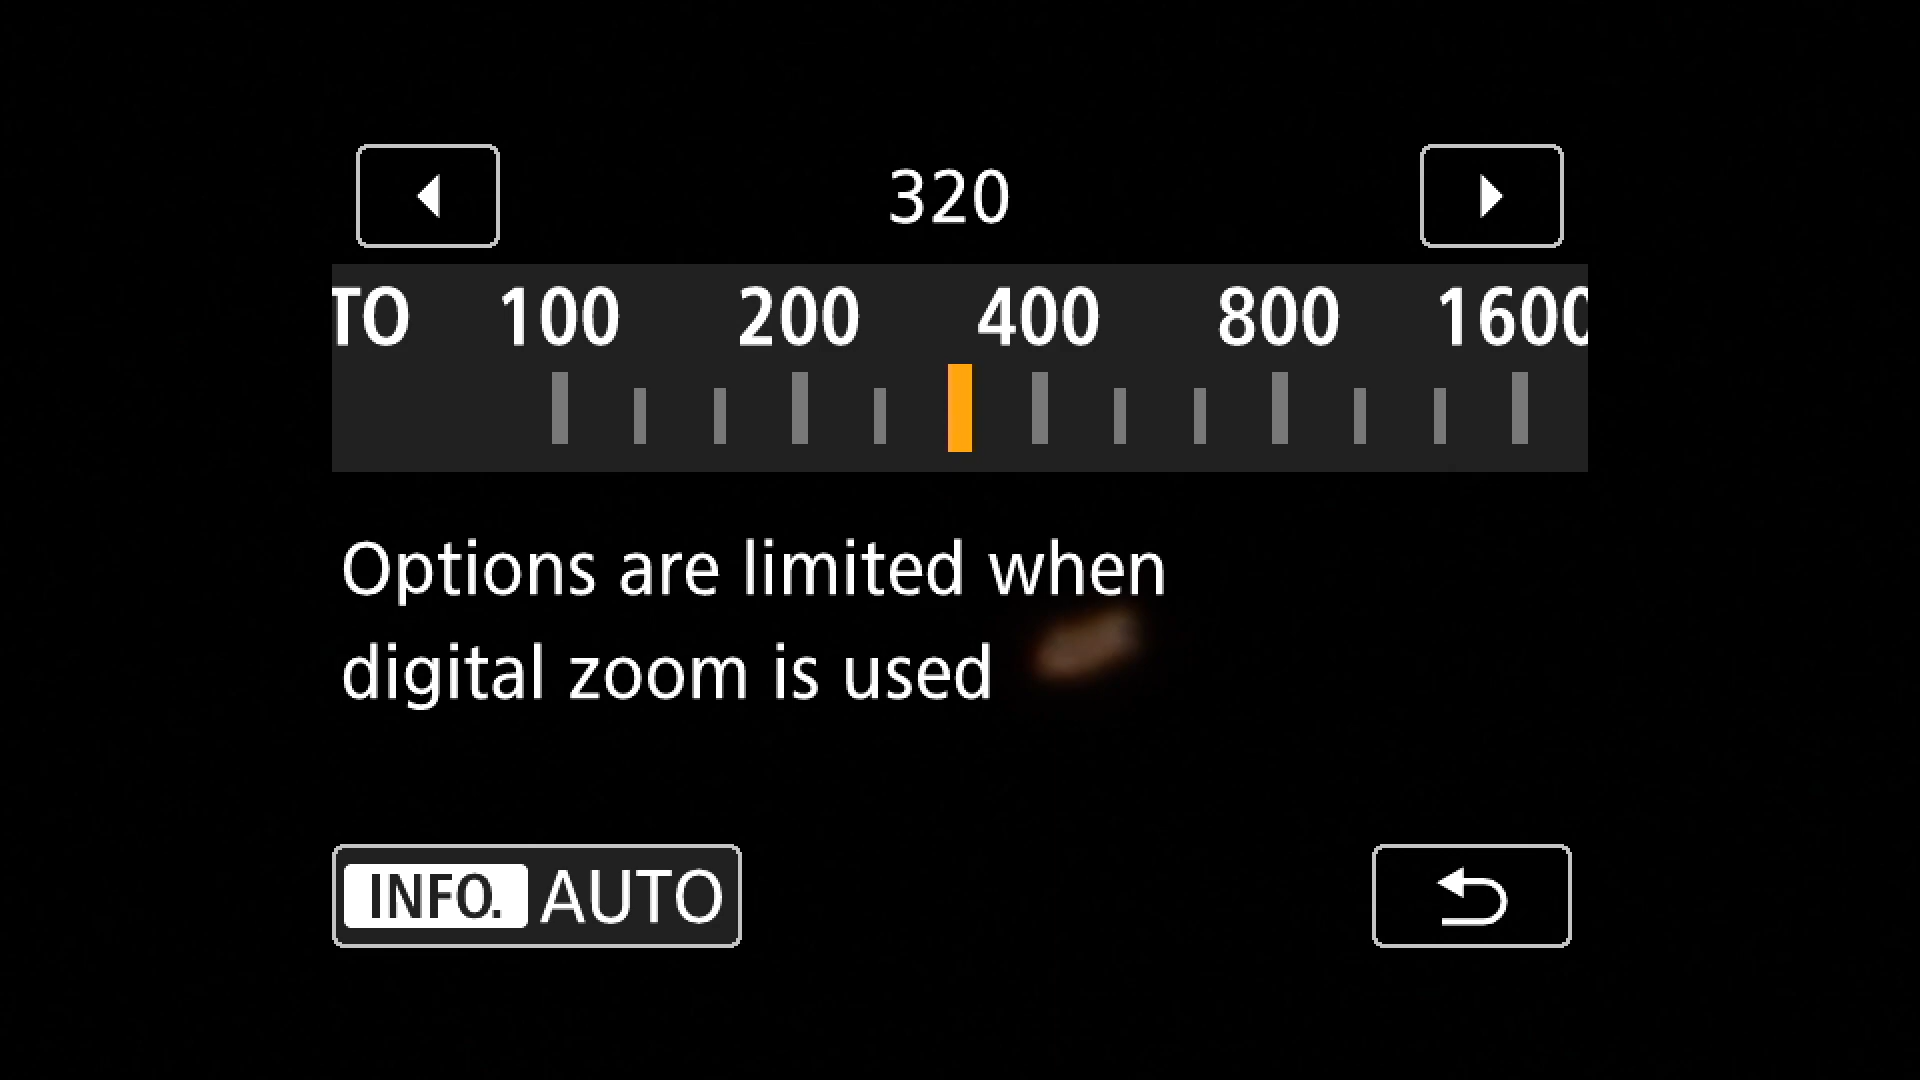 320
TO 100 200 400 800 1600
Options are limited when
digital zoom is used
INFO. AUTO